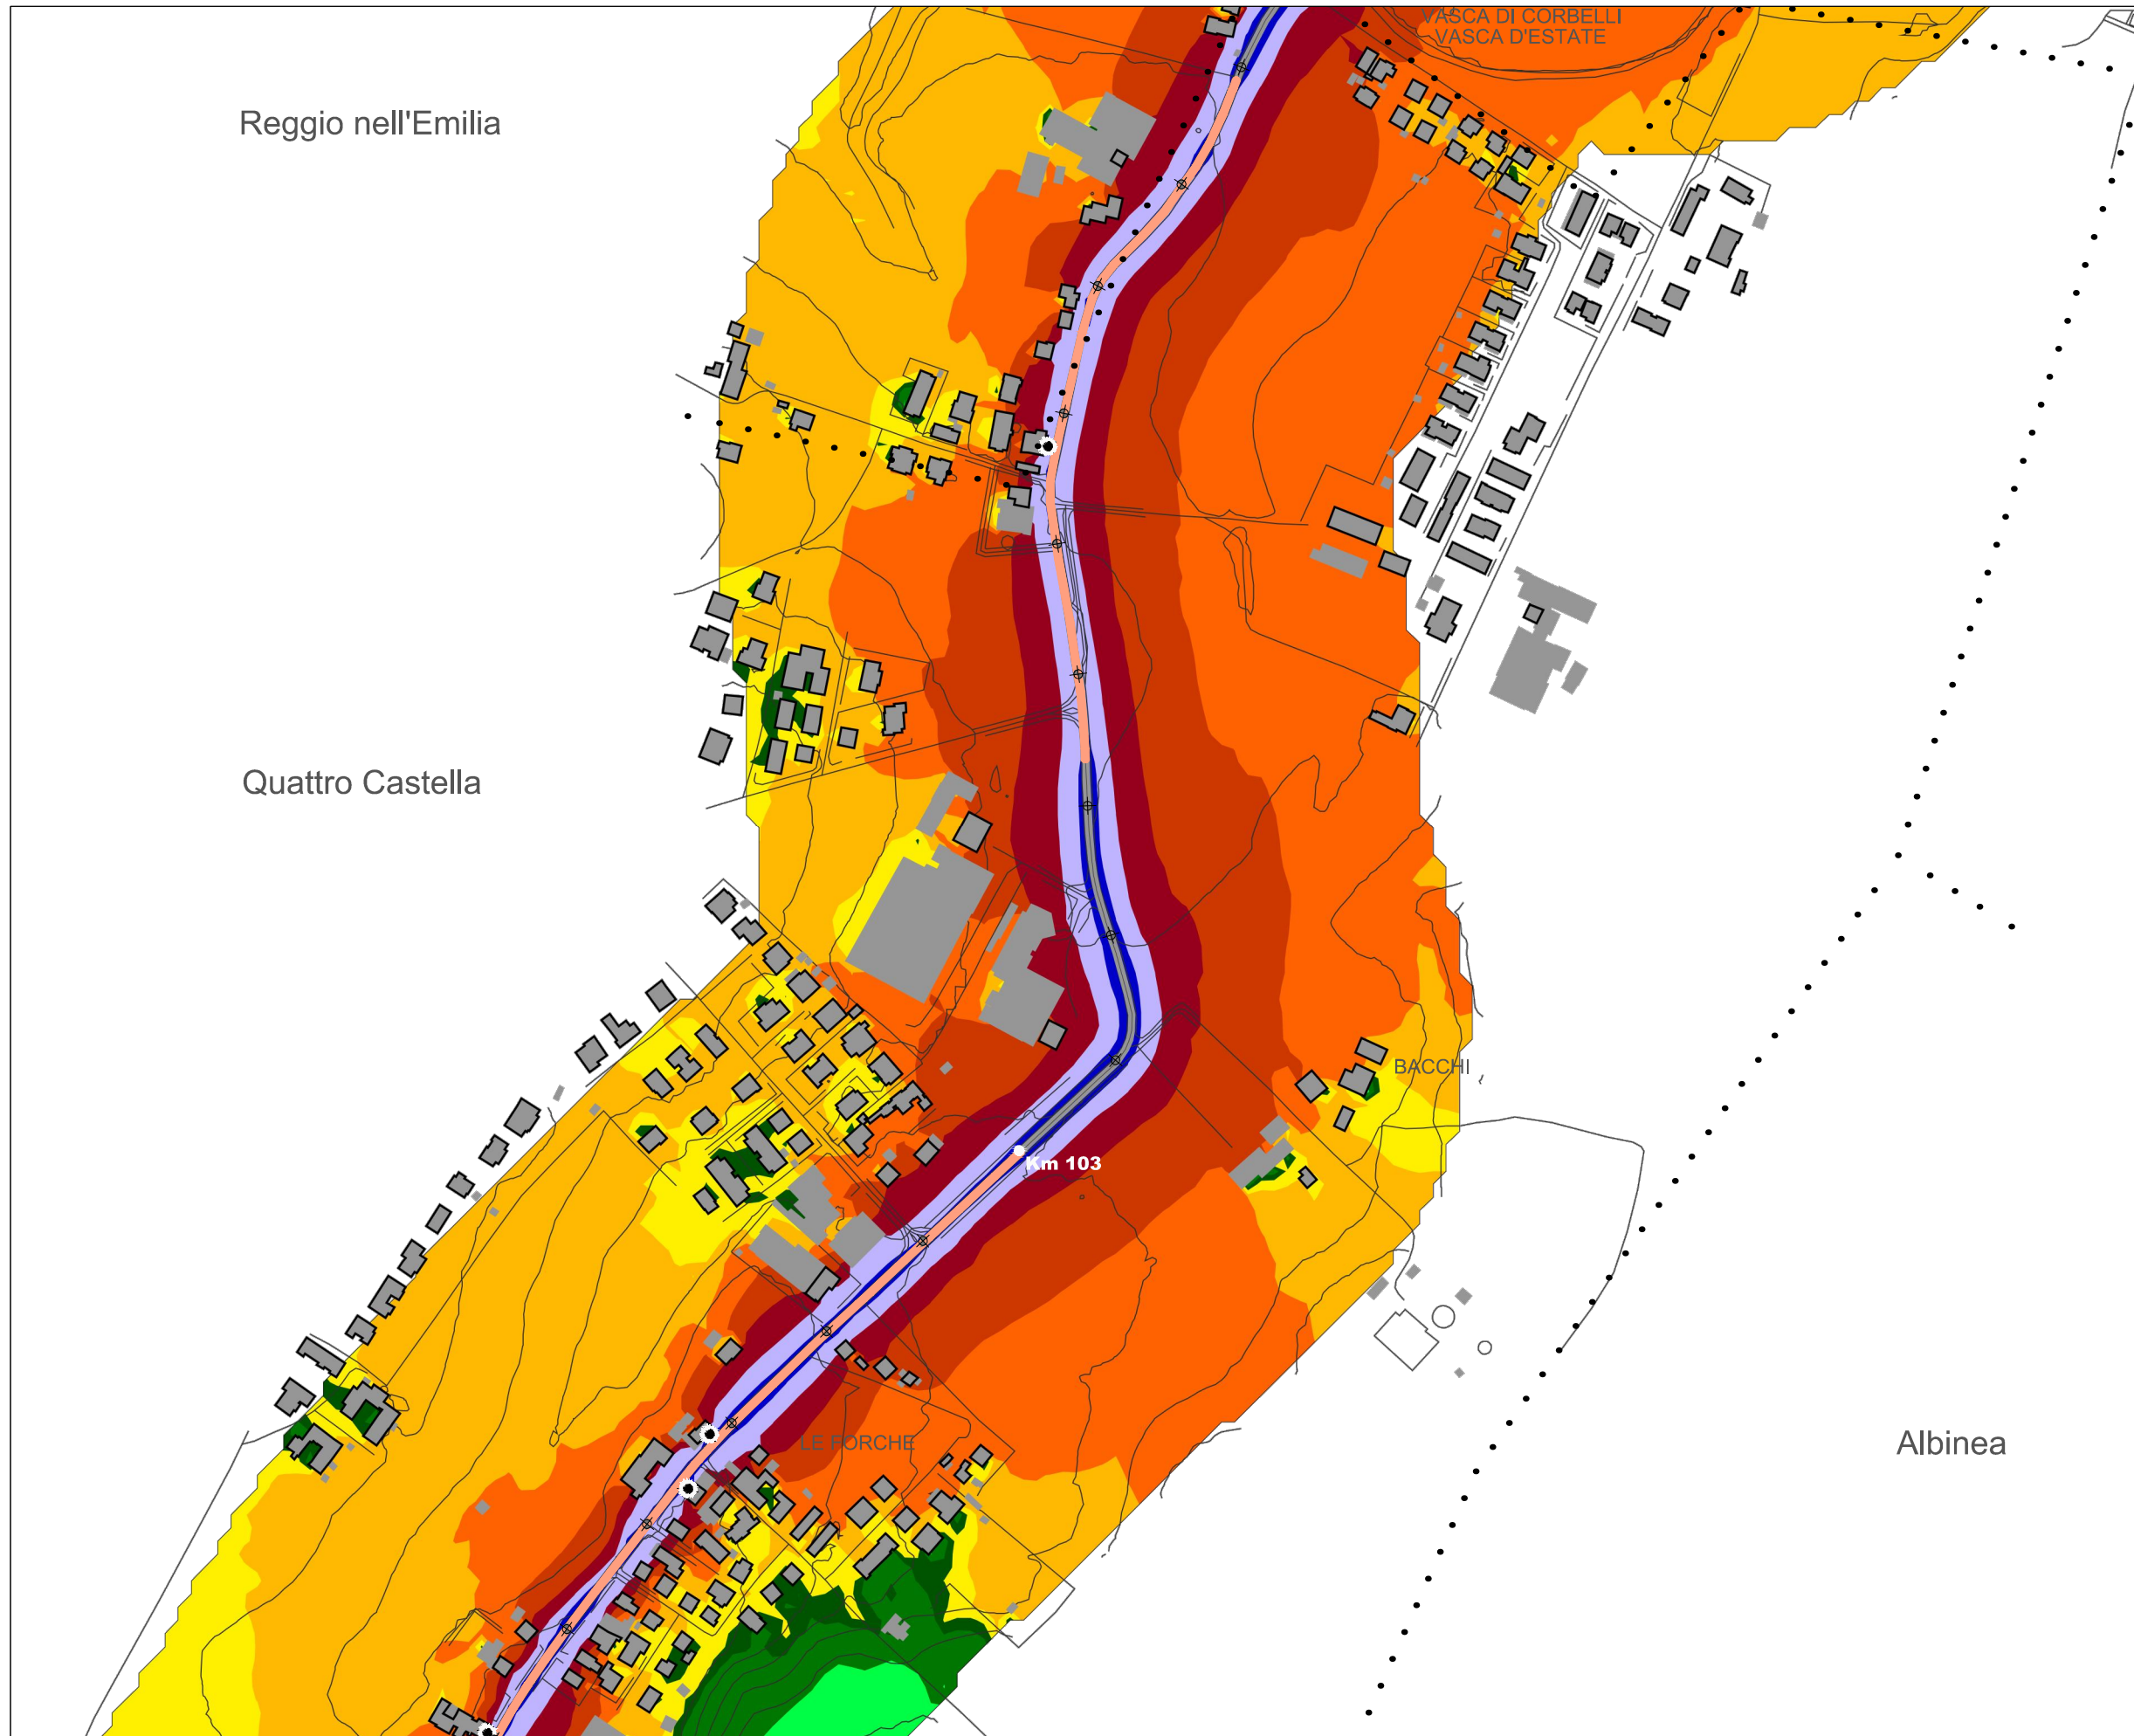 VASCA DI CORBELLI
VASCA D'ESTATE
Reggio nell'Emilia
Quattro Castella
BACCHI
Km 103
LE FORCHE
Albinea